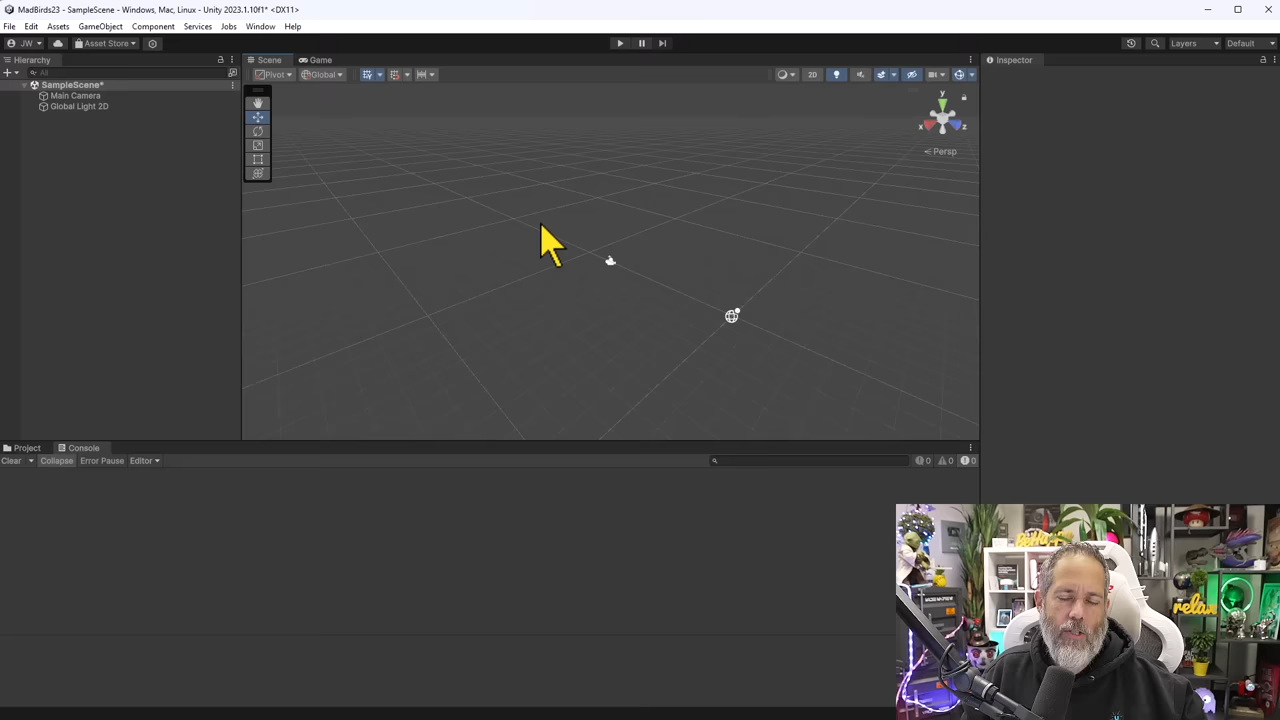 MadBirds23 - SampleScene - Windows, Mac, Linux - Unity 2023.1.10f1* <DX11>
File Edit Assets GameObject Component Services Jobs Window Help
JW Asset Store Layers Default
Hierarchy Scene Game Inspector
All Pivot Global 2D
SampleScene*
Main Camera
Global Light 2D
y
x z
Persp
Project Console
Clear Collapse Error Pause Editor 0 0 0
relax